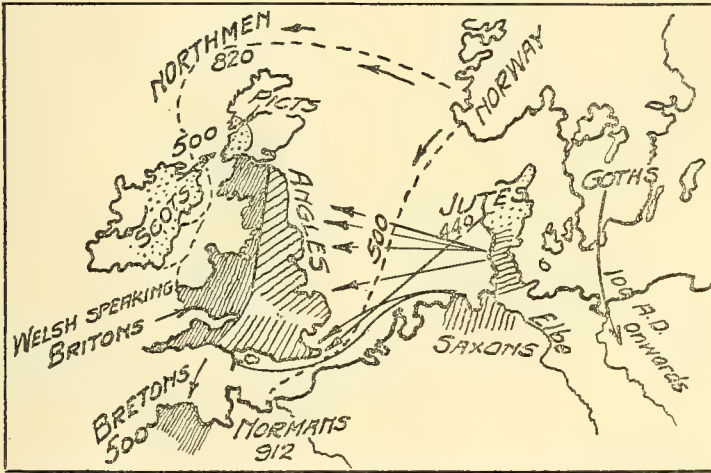 NORTHMEN
820
NORWAY
PICTS
500
SCOTS
ANGLES
JUTES
449
500
GOTHS
100 A.D.
onwards
WELSH SPEAKING
BRITONS
SAXONS
Elbe
BRETONS
500
NORMANS
912